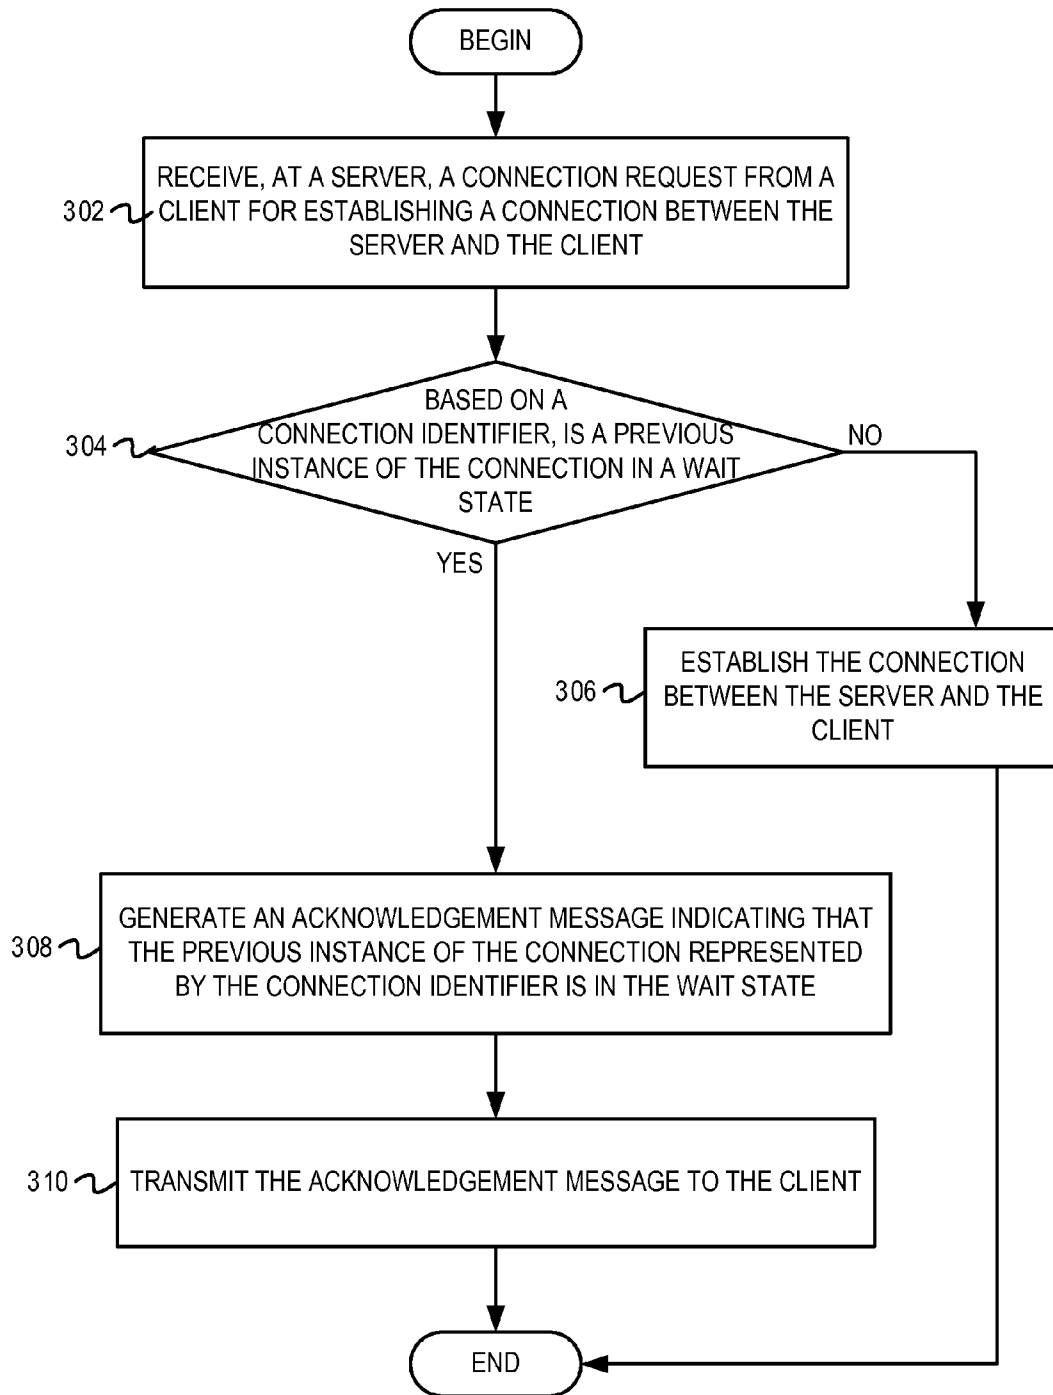 BEGIN
RECEIVE, AT A SERVER, A CONNECTION REQUEST FROM A
302
CLIENT FOR ESTABLISHING A CONNECTION BETWEEN THE
SERVER AND THE CLIENT
BASED ON A
CONNECTION IDENTIFIER, IS A PREVIOUS
304
INSTANCE OF THE CONNECTION IN A WAIT
STATE
NO
YES
ESTABLISH THE CONNECTION
306
BETWEEN THE SERVER AND THE
CLIENT
GENERATE AN ACKNOWLEDGEMENT MESSAGE INDICATING THAT
308
THE PREVIOUS INSTANCE OF THE CONNECTION REPRESENTED
BY THE CONNECTION IDENTIFIER IS IN THE WAIT STATE
310
TRANSMIT THE ACKNOWLEDGEMENT MESSAGE TO THE CLIENT
END